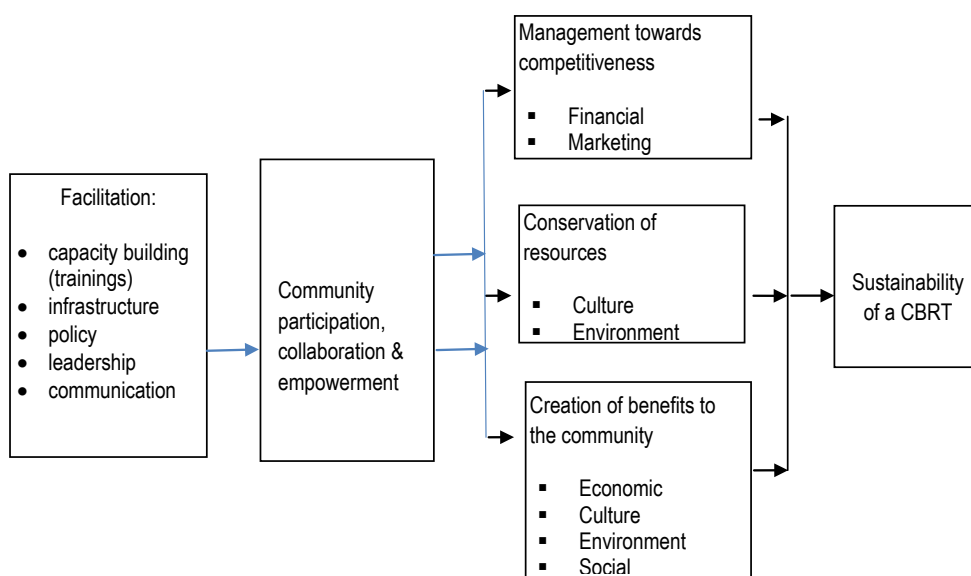 Facilitation:
• capacity building
(trainings)
• infrastructure
• policy
• leadership
• communication
Community
participation,
collaboration &
empowerment
Management towards
competitiveness
▪ Financial
▪ Marketing
Conservation of
resources
▪ Culture
▪ Environment
Creation of benefits to
the community
▪ Economic
▪ Culture
▪ Environment
▪ Social
Sustainability
of a CBRT